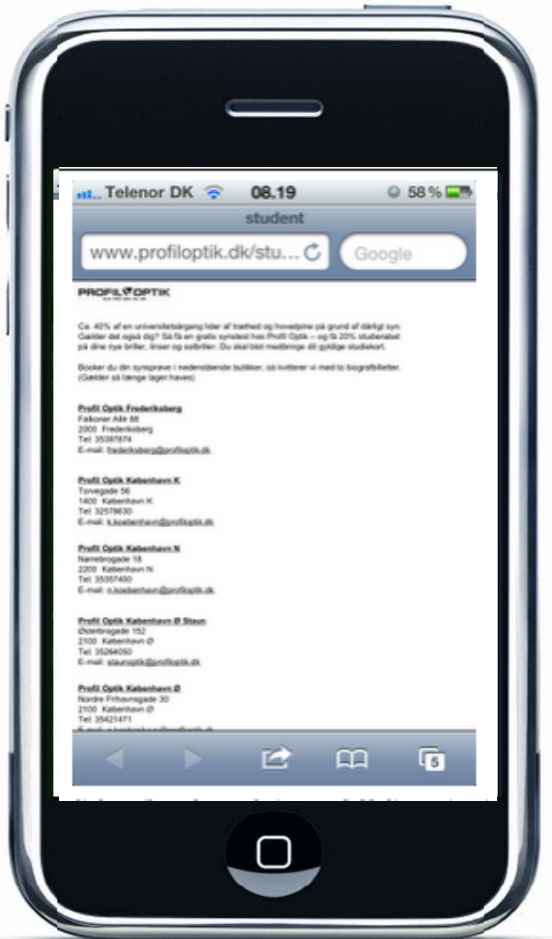 Telenor DK 08.19 58 %
student
www.profiloptik.dk/stu... Google
PROFIL OPTIK
Ca. 40% af en universitetsårgang lider af træthed og hovedpine på grund af dårligt syn.
Gælder det også dig? Så få en gratis synstest hos Profil Optik – og få 20% studierabat
på dine nye briller, linser og solbriller. Du skal blot medbringe dit gyldige studiekort.
Booker du din synsprøve i nedenstående butikker, så kvitterer vi med to biografbilletter.
(Gælder så længe lager haves)
Profil Optik Frederiksberg
Falkoner Allé 88
2000 Frederiksberg
Tel: 35397874
E-mail: frederiksberg@profiloptik.dk
Profil Optik København K
Torvegade 56
1400 København K
Tel: 32578630
E-mail: k.koebenhavn@profiloptik.dk
Profil Optik København N
Nørrebrogade 18
2200 København N
Tel: 35357400
E-mail: n.koebenhavn@profiloptik.dk
Profil Optik København Ø Staun
Østerbrogade 152
2100 København Ø
Tel: 35264050
E-mail: staunoptik@profiloptik.dk
Profil Optik København Ø
Nordre Frihavnsgade 30
2100 København Ø
Tel: 35421471
5